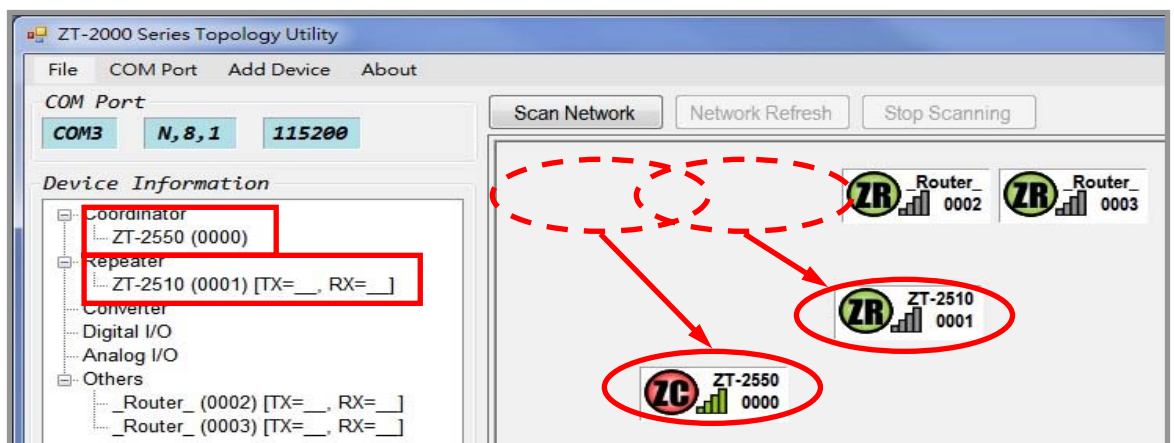 ZT-2000 Series Topology Utility
File COM Port Add Device About
COM Port
COM3 N,8,1 115200
Scan Network Network Refresh Stop Scanning
Device Information
Coordinator
ZT-2550 (0000)
Repeater
ZT-2510 (0001) [TX=__, RX=__]
Converter
Digital I/O
Analog I/O
Others
_Router_ (0002) [TX=__, RX=__]
_Router_ (0003) [TX=__, RX=__]
ZR _Router_
0002
ZR _Router_
0003
ZR ZT-2510
0001
ZC ZT-2550
0000